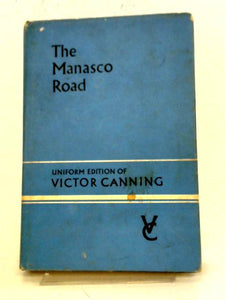 The
Manasco
Road
UNIFORM EDITION OF
VICTOR CANNING
VC